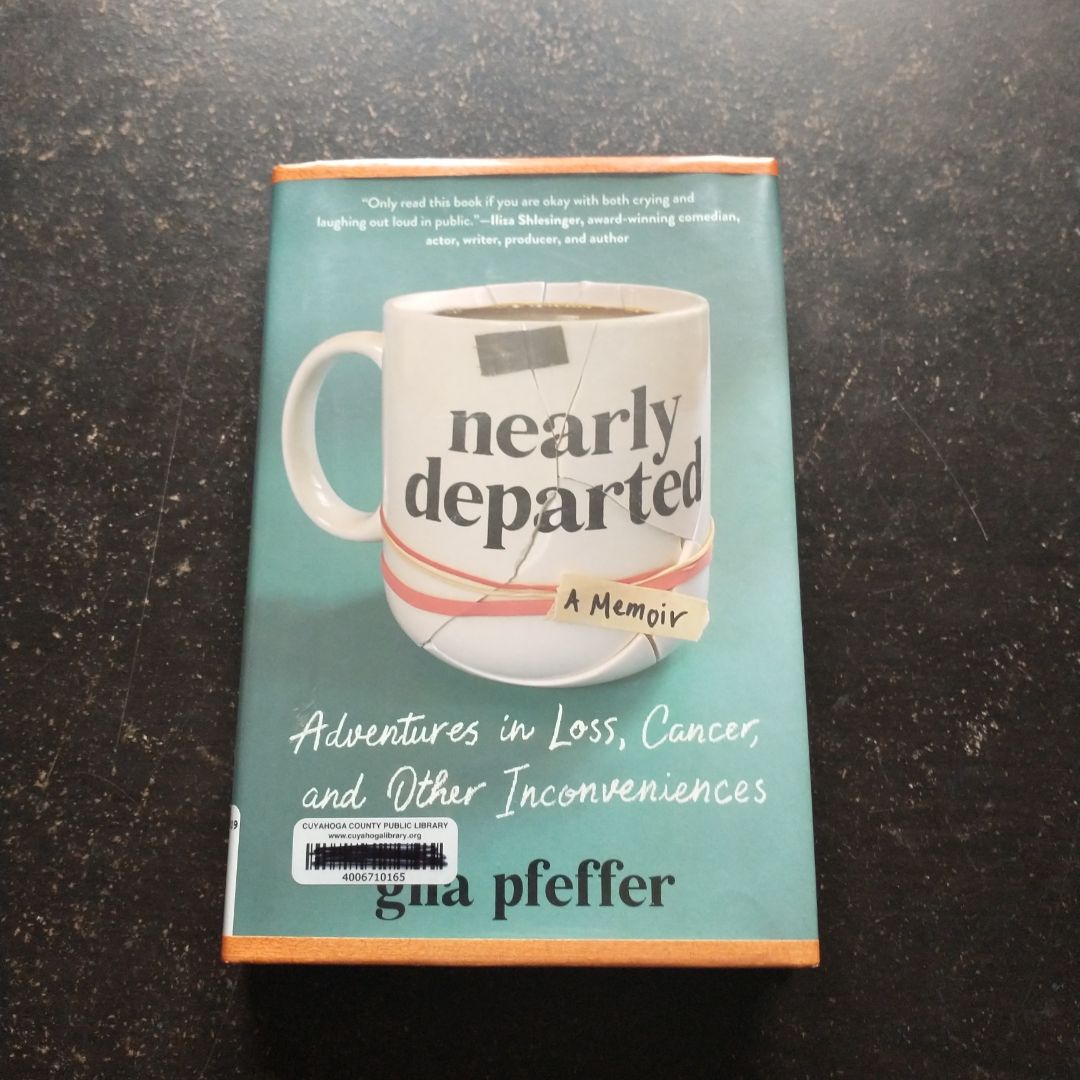 “Only read this book if you are okay with both crying and
laughing out loud in public.”—Iliza Shlesinger, award-winning comedian,
actor, writer, producer, and author
nearly
departed
A Memoir
Adventures in Loss, Cancer,
and Other Inconveniences
CUYAHOGA COUNTY PUBLIC LIBRARY
www.cuyahogalibrary.org
4006710165
gila pfeffer